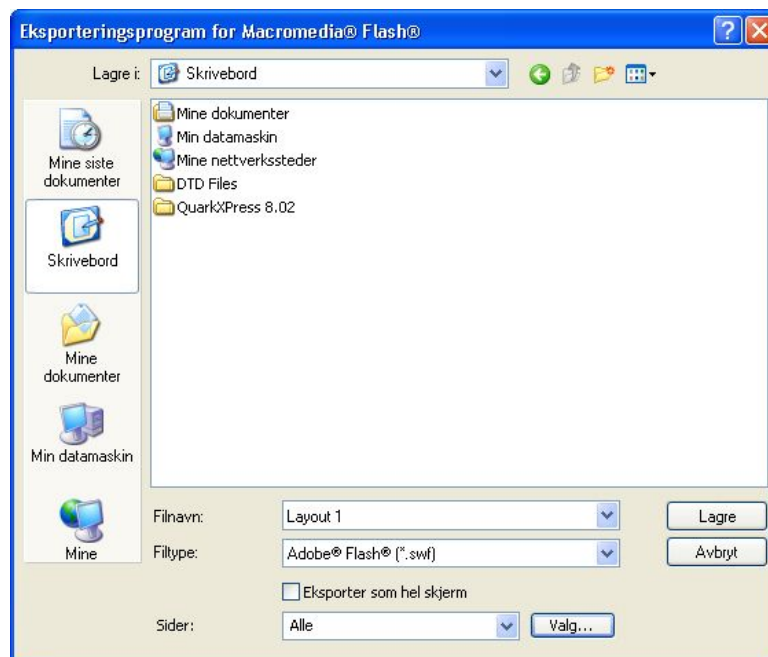 Eksporteringsprogram for Macromedia® Flash®
Lagre i: Skrivebord
Mine siste
dokumenter
Skrivebord
Mine
dokumenter
Min datamaskin
Mine
Mine dokumenter
Min datamaskin
Mine nettverkssteder
DTD Files
QuarkXPress 8.02
Filnavn: Layout 1 Lagre
Filtype: Adobe® Flash® (*.swf) Avbryt
Eksporter som hel skjerm
Sider: Alle Valg...